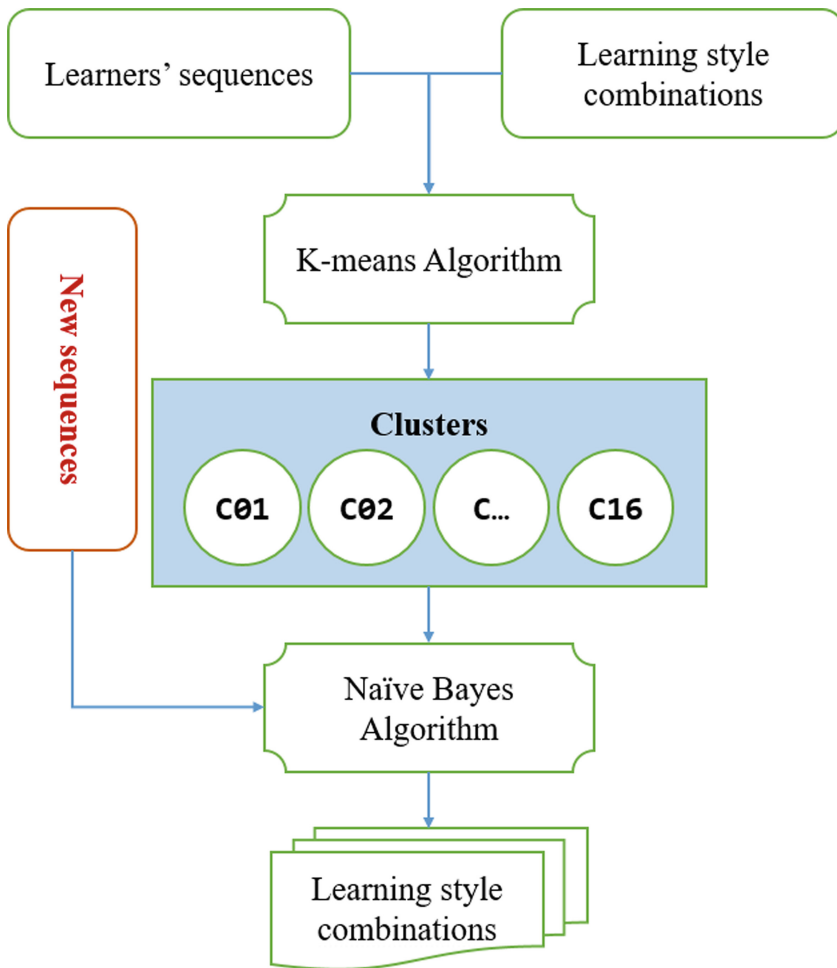 Learners’ sequences
Learning style
combinations
K-means Algorithm
New sequences
Clusters
C01
C02
C…
C16
Naïve Bayes
Algorithm
Learning style
combinations